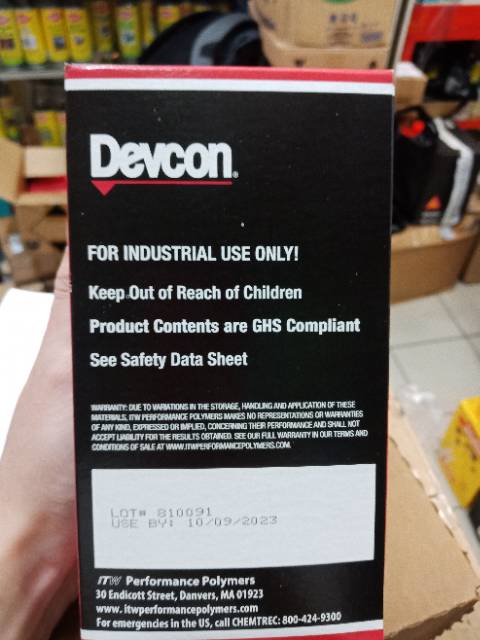 Devcon®
FOR INDUSTRIAL USE ONLY!
Keep Out of Reach of Children
Product Contents are GHS Compliant
See Safety Data Sheet
WARRANTY: DUE TO VARIATIONS IN THE STORAGE, HANDLING AND APPLICATION OF THESE
MATERIALS, ITW PERFORMANCE POLYMERS MAKES NO REPRESENTATIONS OR WARRANTIES
OF ANY KIND, EXPRESSED OR IMPLIED, CONCERNING THEIR PERFORMANCE AND SHALL NOT
ACCEPT LIABILITY FOR THE RESULTS OBTAINED. SEE OUR FULL WARRANTY IN OUR TERMS AND
CONDITIONS OF SALE AT WWW.ITWPERFORMANCEPOLYMERS.COM.
LOT# 810091
USE BY: 10/09/2023
ITW Performance Polymers
30 Endicott Street, Danvers, MA 01923
www.itwperformancepolymers.com
For emergencies in the US, call CHEMTREC: 800-424-9300